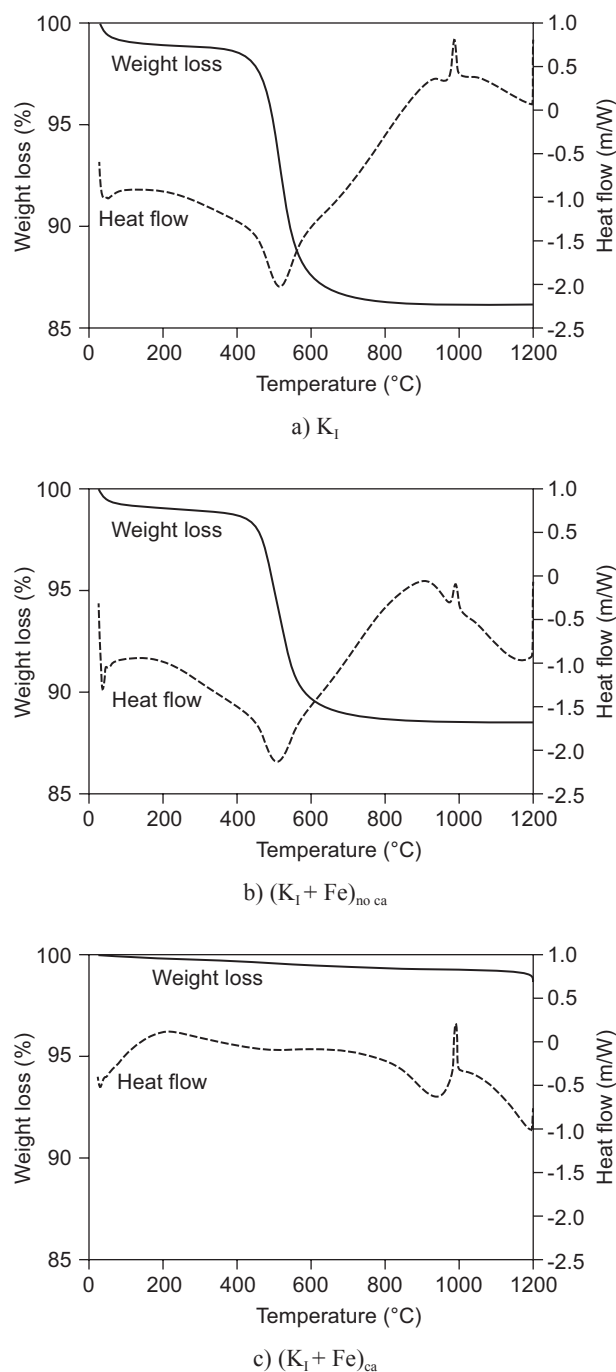 100
95
90
85
Weight loss (%)
Weight loss
Heat flow
1.0
0.5
0
-0.5
-1.0
-1.5
-2.0
-2.5
Heat flow (m/W)
0 200 400 600 800 1000 1200
Temperature (°C)
a) K_I
100
95
90
85
Weight loss (%)
Weight loss
Heat flow
1.0
0.5
0
-0.5
-1.0
-1.5
-2.0
-2.5
Heat flow (m/W)
0 200 400 600 800 1000 1200
Temperature (°C)
b) (K_I + Fe)_no ca
100
95
90
85
Weight loss (%)
Weight loss
Heat flow
1.0
0.5
0
-0.5
-1.0
-1.5
-2.0
-2.5
Heat flow (m/W)
0 200 400 600 800 1000 1200
Temperature (°C)
c) (K_I + Fe)_ca